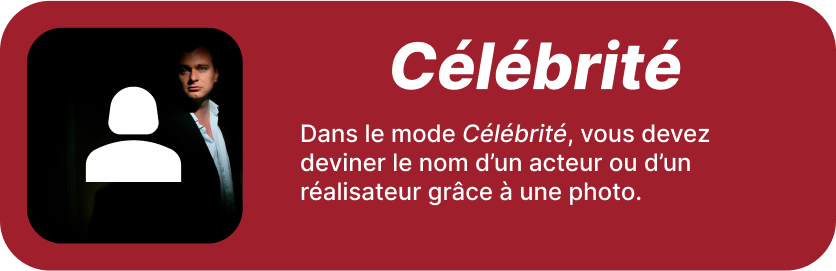 Célébrité
Dans le mode Célébrité, vous devez
deviner le nom d’un acteur ou d’un
réalisateur grâce à une photo.